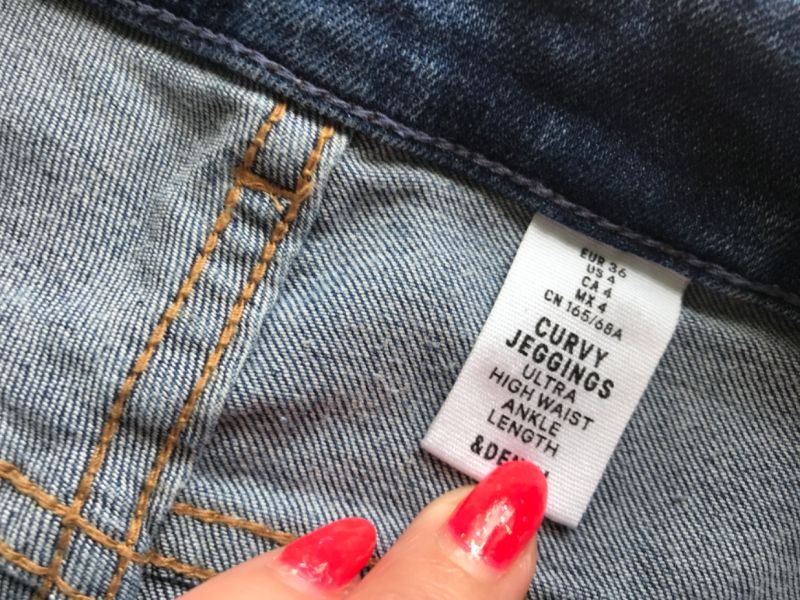 EUR 36
US 4
CA 4
MX 4
CN 165/68A
CURVY
JEGGINGS
ULTRA
HIGH WAIST
ANKLE
LENGTH